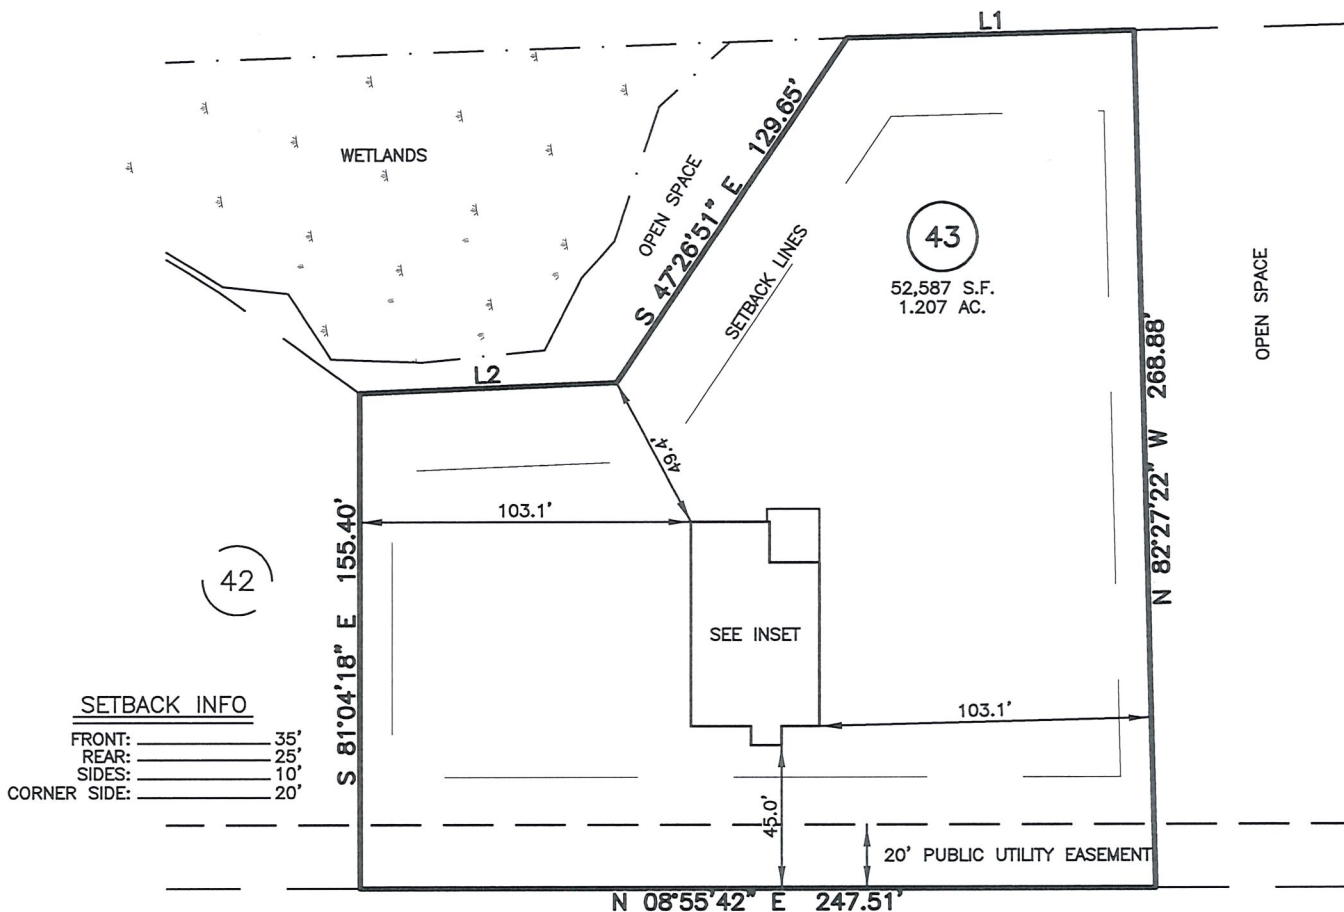 L1
129.65'
WETLANDS
OPEN SPACE
S 47°26'51" E
43
52,587 S.F.
1.207 AC.
SETBACK LINES
OPEN SPACE
N 82°27'22" W 268.88'
L2
49.4'
103.1'
S 81°04'18" E 155.40'
42
SEE INSET
103.1'
SETBACK INFO
FRONT: 35'
REAR: 25'
SIDES: 10'
CORNER SIDE: 20'
45.0'
20' PUBLIC UTILITY EASEMENT
N 08°55'42" E 247.51'